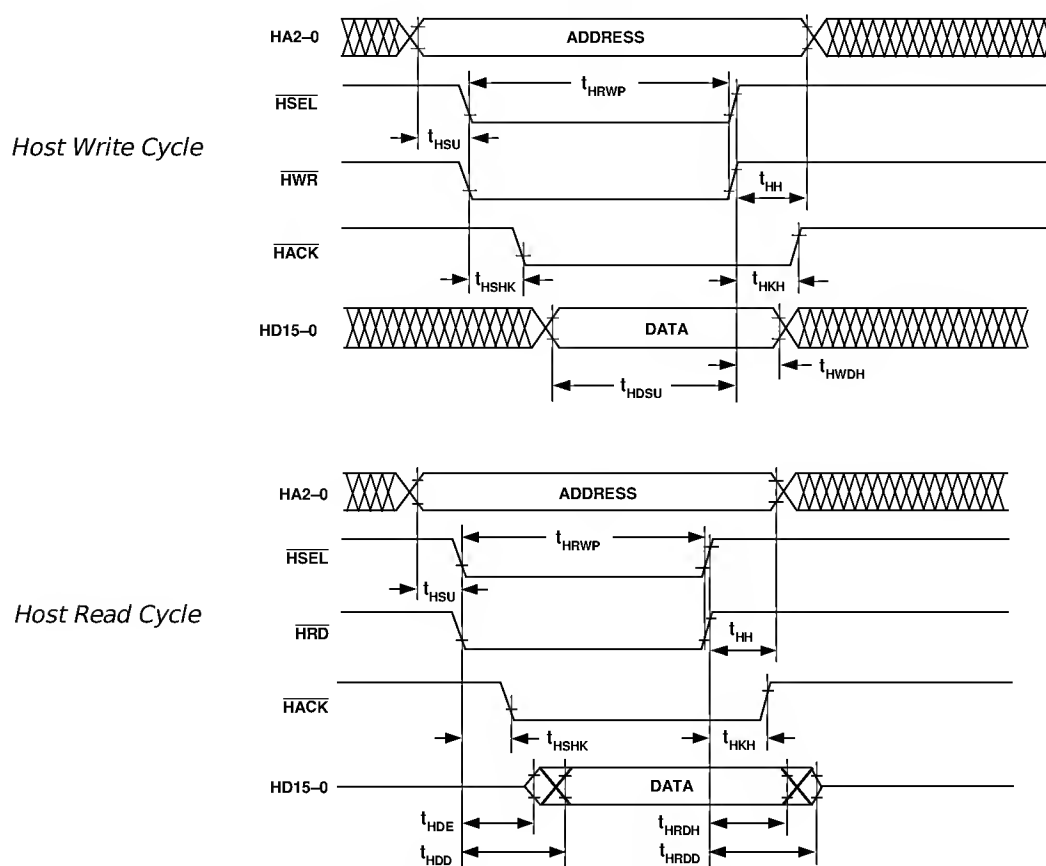 HA2–0
ADDRESS
tHRWP
HSEL
Host Write Cycle
tHSU
HWR
tHH
HACK
tHSHK
tHKH
HD15–0
DATA
tHWDH
tHDSU
HA2–0
ADDRESS
tHRWP
HSEL
tHSU
Host Read Cycle
HRD
tHH
HACK
tHSHK
tHKH
HD15–0
DATA
tHDE
tHRDH
tHDD
tHRDD